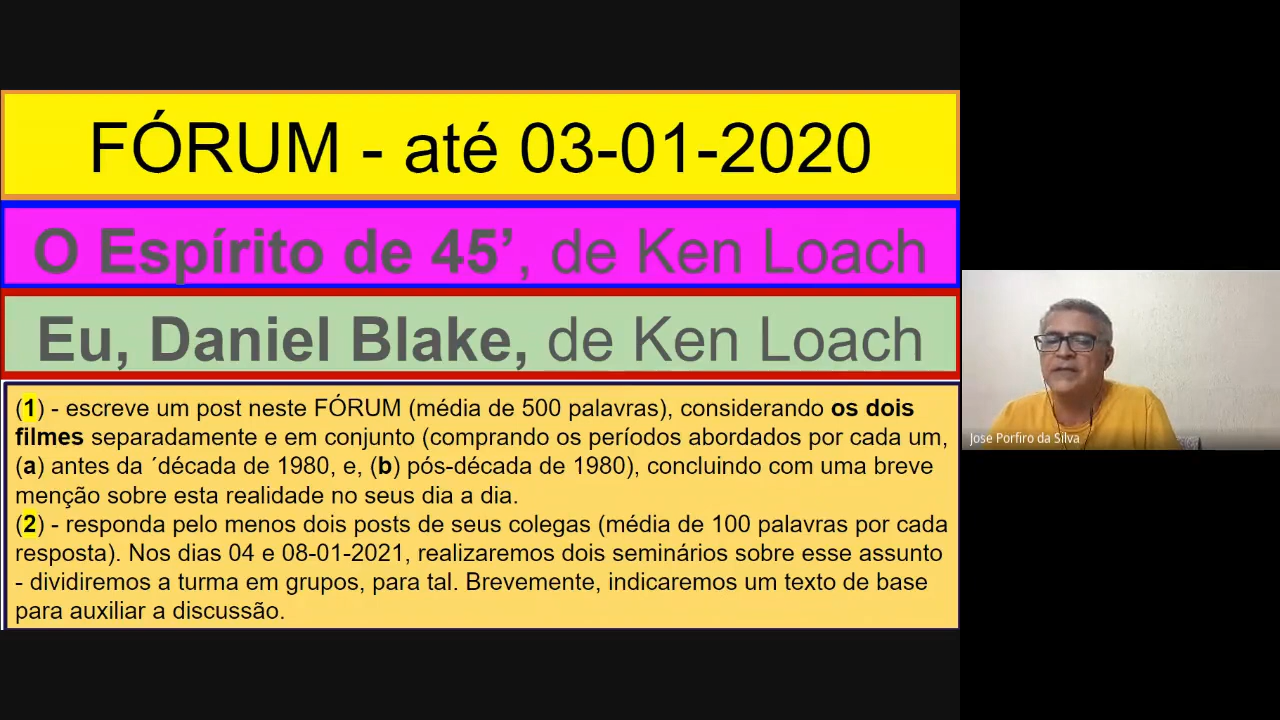 FÓRUM - até 03-01-2020
O Espírito de 45’, de Ken Loach
Eu, Daniel Blake, de Ken Loach
(1) - escreve um post neste FÓRUM (média de 500 palavras), considerando os dois
filmes separadamente e em conjunto (comprando os períodos abordados por cada um,
(a) antes da ´década de 1980, e, (b) pós-década de 1980), concluindo com uma breve
menção sobre esta realidade no seus dia a dia.
(2) - responda pelo menos dois posts de seus colegas (média de 100 palavras por cada
resposta). Nos dias 04 e 08-01-2021, realizaremos dois seminários sobre esse assunto
- dividiremos a turma em grupos, para tal. Brevemente, indicaremos um texto de base
para auxiliar a discussão.
Jose Porfiro da Silva